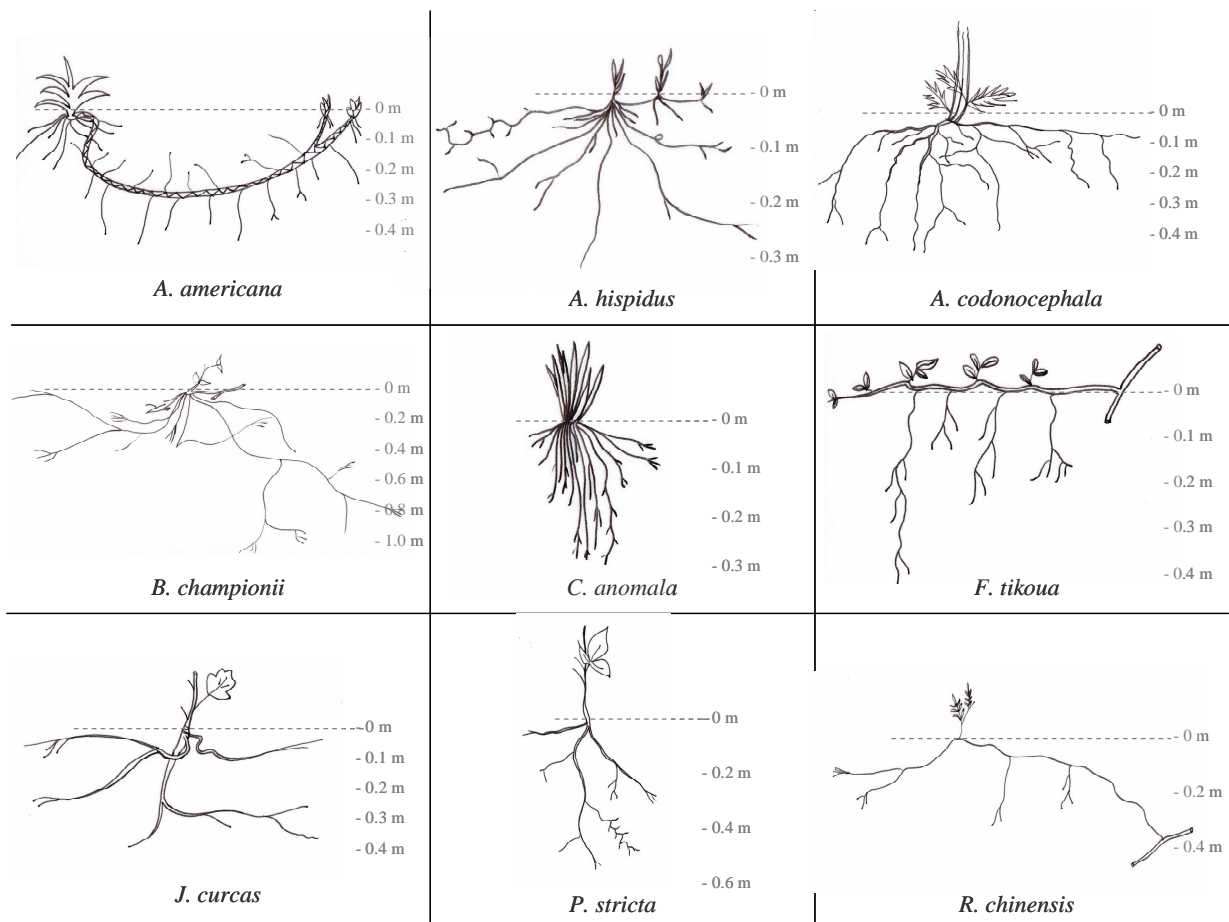 0 m
- 0.1 m
- 0.2 m
- 0.3 m
- 0.4 m
A. americana
0 m
- 0.1 m
- 0.2 m
- 0.3 m
A. hispidus
0 m
- 0.1 m
- 0.2 m
- 0.3 m
- 0.4 m
A. codonocephala
0 m
- 0.2 m
- 0.4 m
- 0.6 m
- 0.8 m
- 1.0 m
B. championii
0 m
- 0.1 m
- 0.2 m
- 0.3 m
C. anomala
0 m
- 0.1 m
- 0.2 m
- 0.3 m
- 0.4 m
F. tikoua
0 m
- 0.1 m
- 0.2 m
- 0.3 m
- 0.4 m
J. curcas
0 m
- 0.2 m
- 0.4 m
- 0.6 m
P. stricta
0 m
- 0.2 m
- 0.4 m
R. chinensis